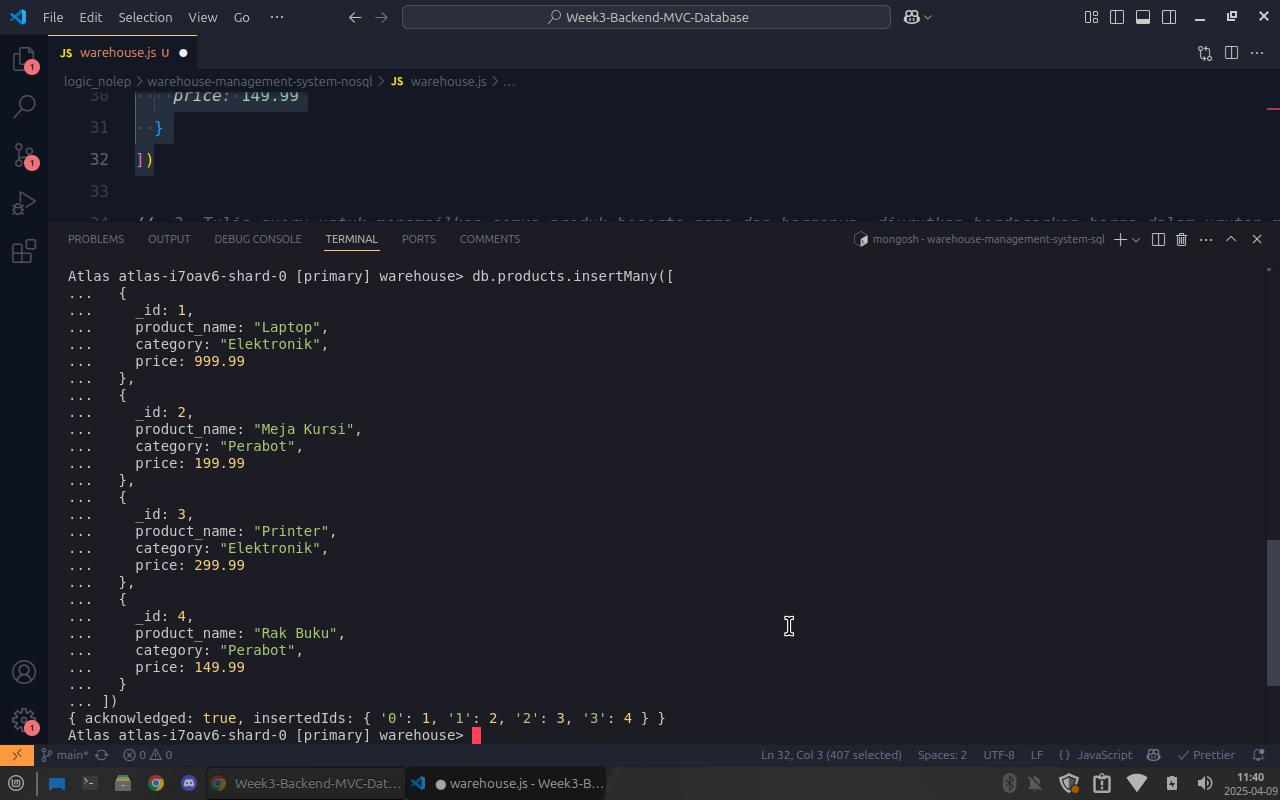 File Edit Selection View Go ···
Week3-Backend-MVC-Database
JS warehouse.js U
logic_nolep > warehouse-management-system-nosql > JS warehouse.js > ...
30 price: 149.99
31 }
32 ])
33
PROBLEMS OUTPUT DEBUG CONSOLE TERMINAL PORTS COMMENTS
mongosh - warehouse-management-system-sql
Atlas atlas-i7oav6-shard-0 [primary] warehouse> db.products.insertMany([
... {
... _id: 1,
... product_name: "Laptop",
... category: "Elektronik",
... price: 999.99
... },
... {
... _id: 2,
... product_name: "Meja Kursi",
... category: "Perabot",
... price: 199.99
... },
... {
... _id: 3,
... product_name: "Printer",
... category: "Elektronik",
... price: 299.99
... },
... {
... _id: 4,
... product_name: "Rak Buku",
... category: "Perabot",
... price: 149.99
... }
... ])
{ acknowledged: true, insertedIds: { '0': 1, '1': 2, '2': 3, '3': 4 } }
Atlas atlas-i7oav6-shard-0 [primary] warehouse>
1
1
1
main* 0 0 Ln 32, Col 3 (407 selected) Spaces: 2 UTF-8 LF {} JavaScript Prettier
Week3-Backend-MVC-Dat...
warehouse.js - Week3-B...
11:40
2025-04-09